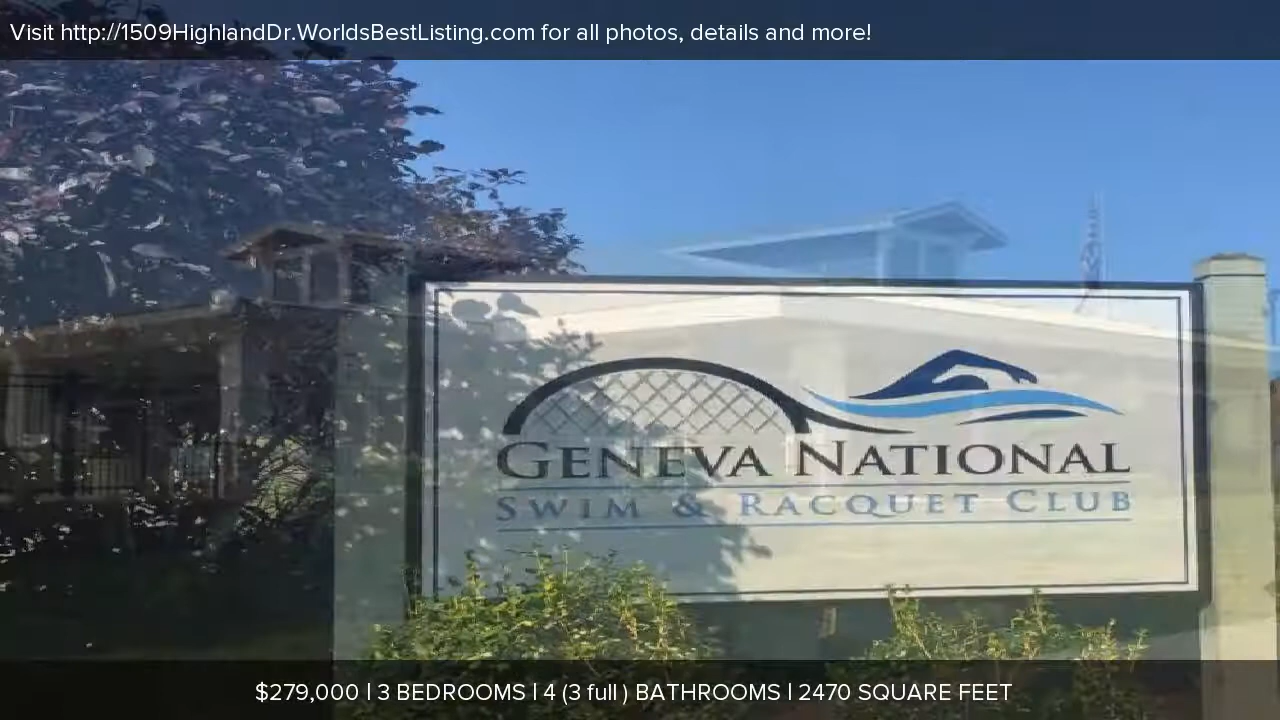 Visit http://1509HighlandDr.WorldsBestListing.com for all photos, details and more!
GENEVA NATIONAL
SWIM & RACQUET CLUB
$279,000 | 3 BEDROOMS | 4 (3 full ) BATHROOMS | 2470 SQUARE FEET